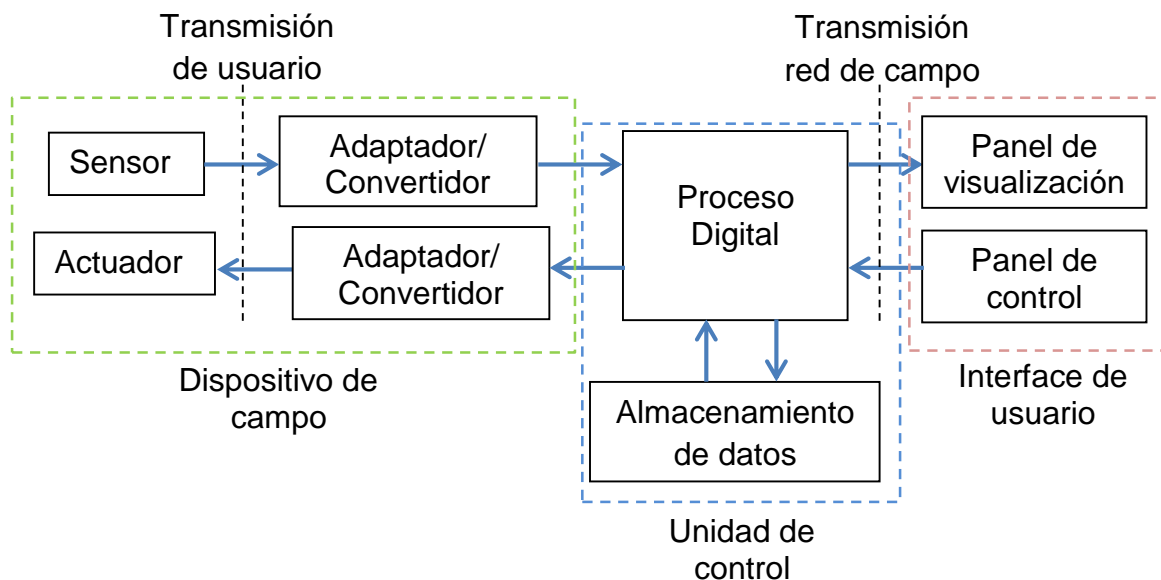 Transmisión
de usuario
Transmisión
red de campo
Sensor
Adaptador/
Convertidor
Proceso
Digital
Panel de
visualización
Actuador
Adaptador/
Convertidor
Panel de
control
Dispositivo de
campo
Almacenamiento
de datos
Interface de
usuario
Unidad de
control